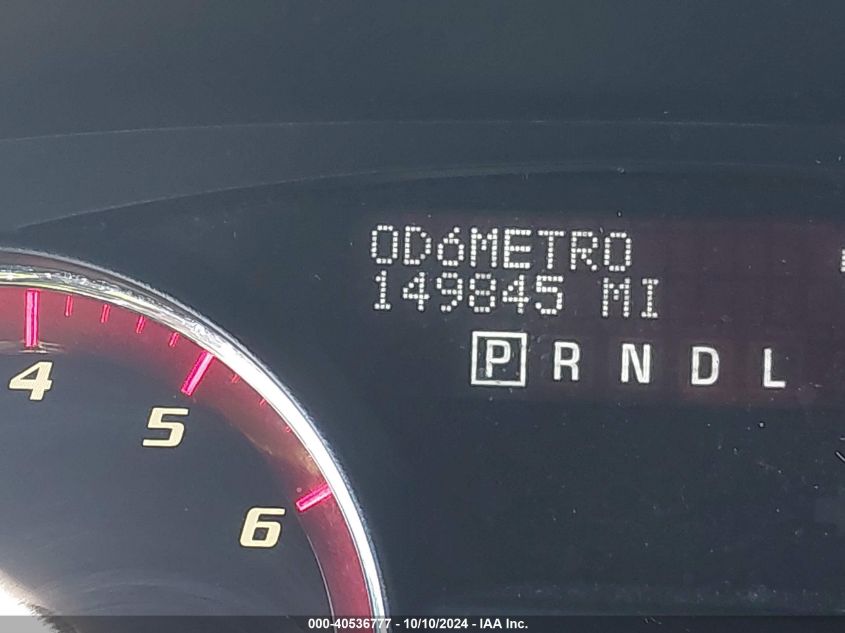 ODóMETRO
149845 MI
P R N D L
4
5
6
000-40536777 - 10/10/2024 - IAA Inc.